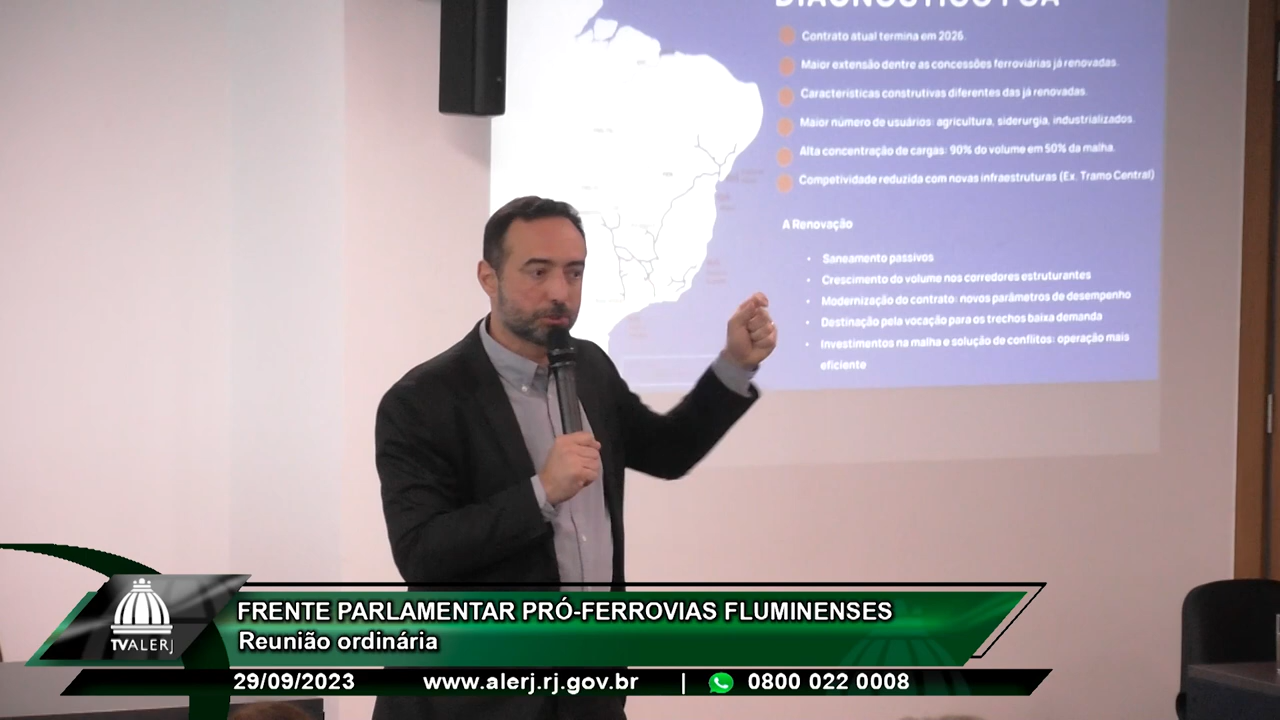 DIAGNÓSTICO FCA
Contrato atual termina em 2026.
Maior extensão dentre as concessões ferroviárias já renovadas.
Características construtivas diferentes das já renovadas.
Maior número de usuários: agricultura, siderurgia, industrializados.
Alta concentração de cargas: 90% do volume em 50% da malha.
Competividade reduzida com novas infraestruturas (Ex. Tramo Central)
A Renovação
• Saneamento passivos
• Crescimento do volume nos corredores estruturantes
• Modernização do contrato: novos parâmetros de desempenho
• Destinação pela vocação para os trechos baixa demanda
• Investimentos na malha e solução de conflitos: operação mais
eficiente
TVALERJ
FRENTE PARLAMENTAR PRÓ-FERROVIAS FLUMINENSES
Reunião ordinária
29/09/2023 www.alerj.rj.gov.br | 0800 022 0008